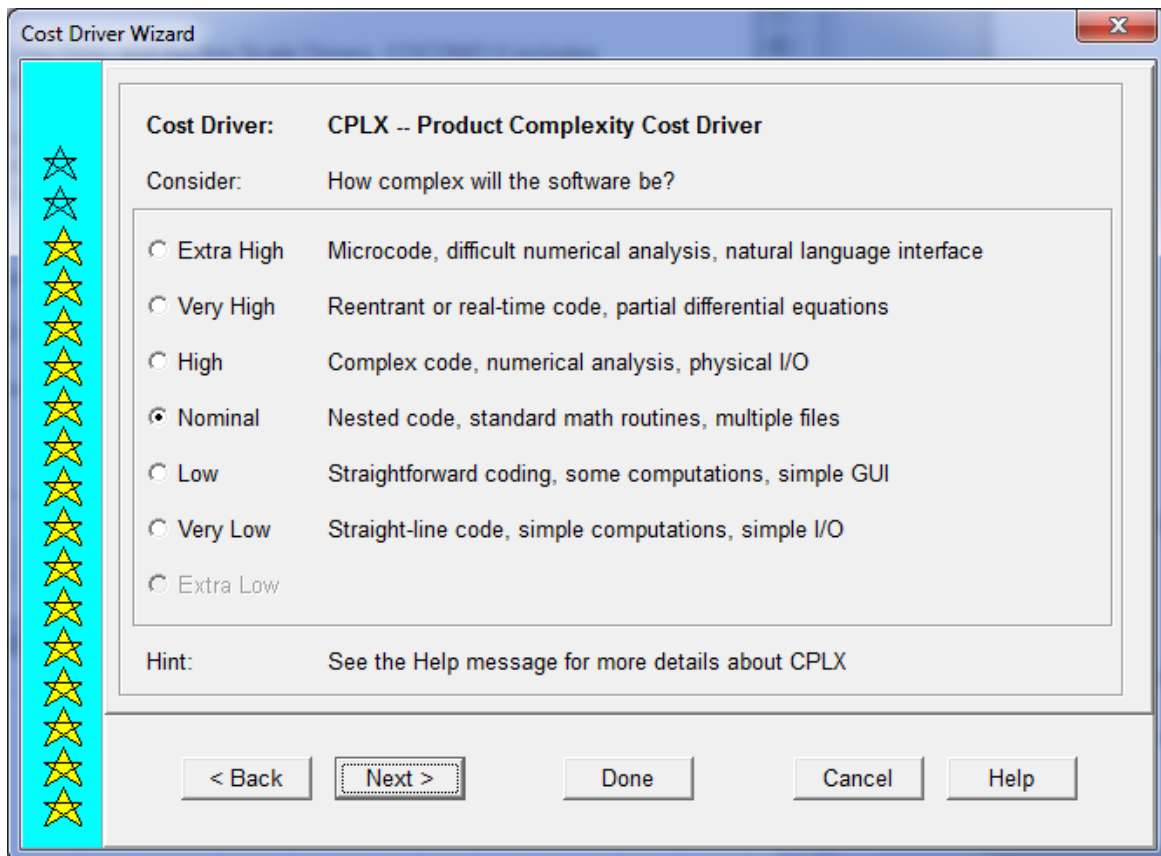 Cost Driver Wizard
Cost Driver: CPLX -- Product Complexity Cost Driver
Consider: How complex will the software be?
Extra High Microcode, difficult numerical analysis, natural language interface
Very High Reentrant or real-time code, partial differential equations
High Complex code, numerical analysis, physical I/O
Nominal Nested code, standard math routines, multiple files
Low Straightforward coding, some computations, simple GUI
Very Low Straight-line code, simple computations, simple I/O
Extra Low
Hint: See the Help message for more details about CPLX
< Back Next > Done Cancel Help